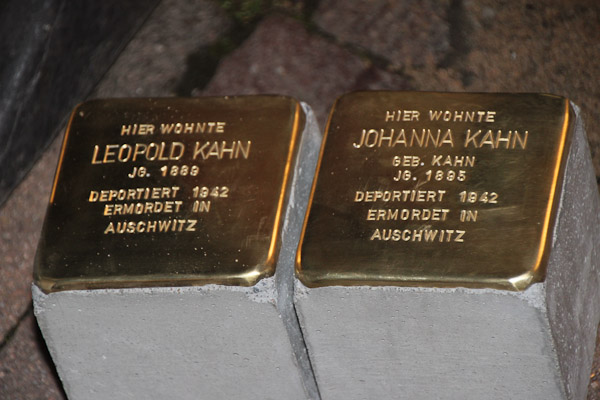 HIER WOHNTE
LEOPOLD KAHN
JG. 1889
DEPORTIERT 1942
ERMORDET IN
AUSCHWITZ
HIER WOHNTE
JOHANNA KAHN
GEB. KAHN
JG. 1895
DEPORTIERT 1942
ERMORDET IN
AUSCHWITZ